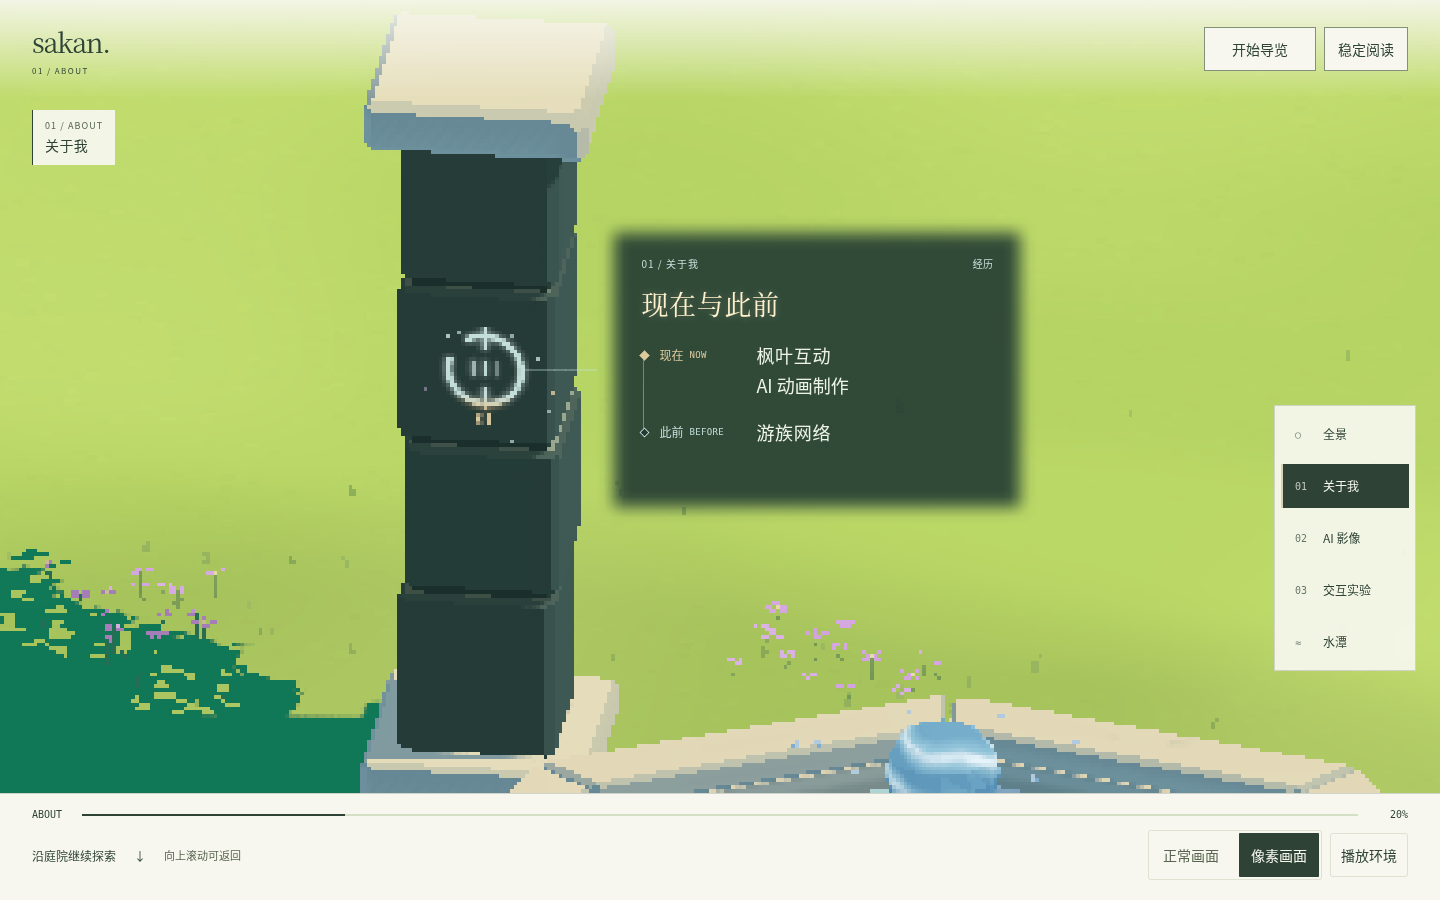 sakan.
01 / ABOUT
开始导览
稳定阅读
01 / ABOUT
关于我
01 / 关于我
经历
现在与此前
现在 NOW
枫叶互动
AI 动画制作
此前 BEFORE
游族网络
○ 全景
01 关于我
02 AI 影像
03 交互实验
≈ 水潭
ABOUT
20%
沿庭院继续探索 ↓ 向上滚动可返回
正常画面
像素画面
播放环境